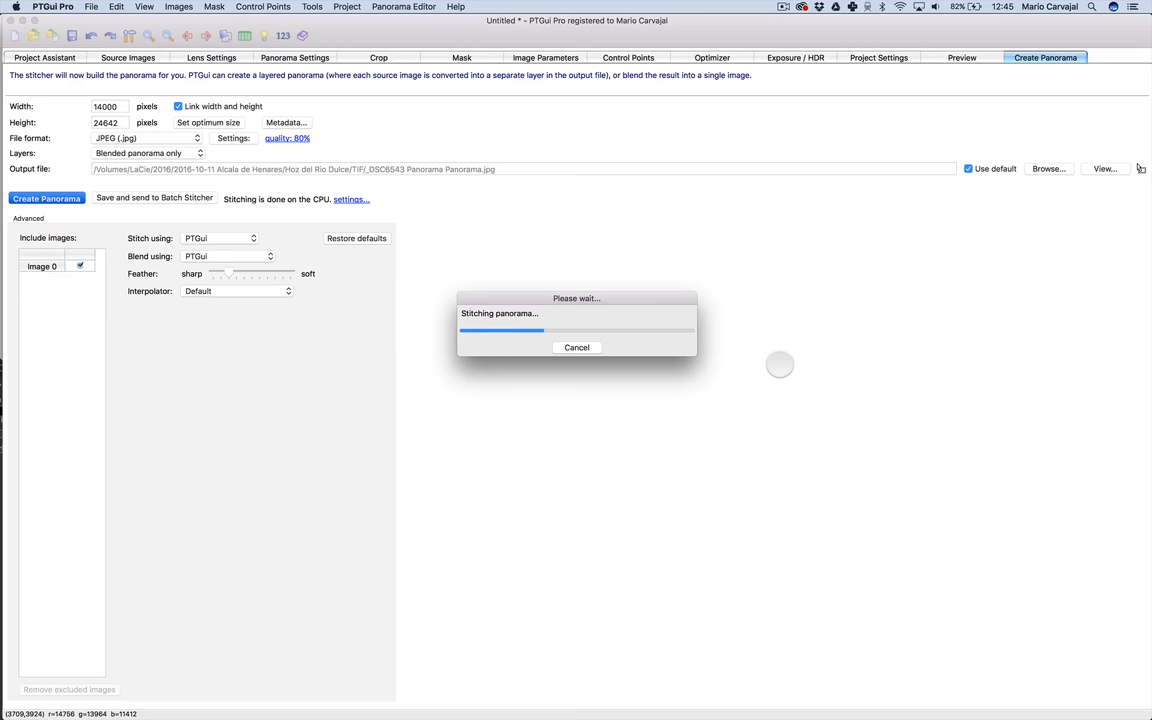 PTGui Pro File Edit View Images Mask Control Points Tools Project Panorama Editor Help 82% 12:45 Mario Carvajal
Untitled * - PTGui Pro registered to Mario Carvajal
123
Project Assistant Source Images Lens Settings Panorama Settings Crop Mask Image Parameters Control Points Optimizer Exposure / HDR Project Settings Preview Create Panorama
The stitcher will now build the panorama for you. PTGui can create a layered panorama (where each source image is converted into a separate layer in the output file), or blend the result into a single image.
Width: 14000 pixels Link width and height
Height: 24642 pixels Set optimum size Metadata...
File format: JPEG (.jpg) Settings: quality: 80%
Layers: Blended panorama only
Output file: /Volumes/LaCie/2016/2016-10-11 Alcala de Henares/Hoz del Rio Dulce/TIF/_DSC6543 Panorama Panorama.jpg Use default Browse... View...
Create Panorama Save and send to Batch Stitcher Stitching is done on the CPU. settings...
Advanced
Include images: Stitch using: PTGui Restore defaults
Blend using: PTGui
Image 0
Feather: sharp soft
Interpolator: Default
Please wait...
Stitching panorama...
Cancel
Remove excluded images
(3709,3924) r=14756 g=13964 b=11412